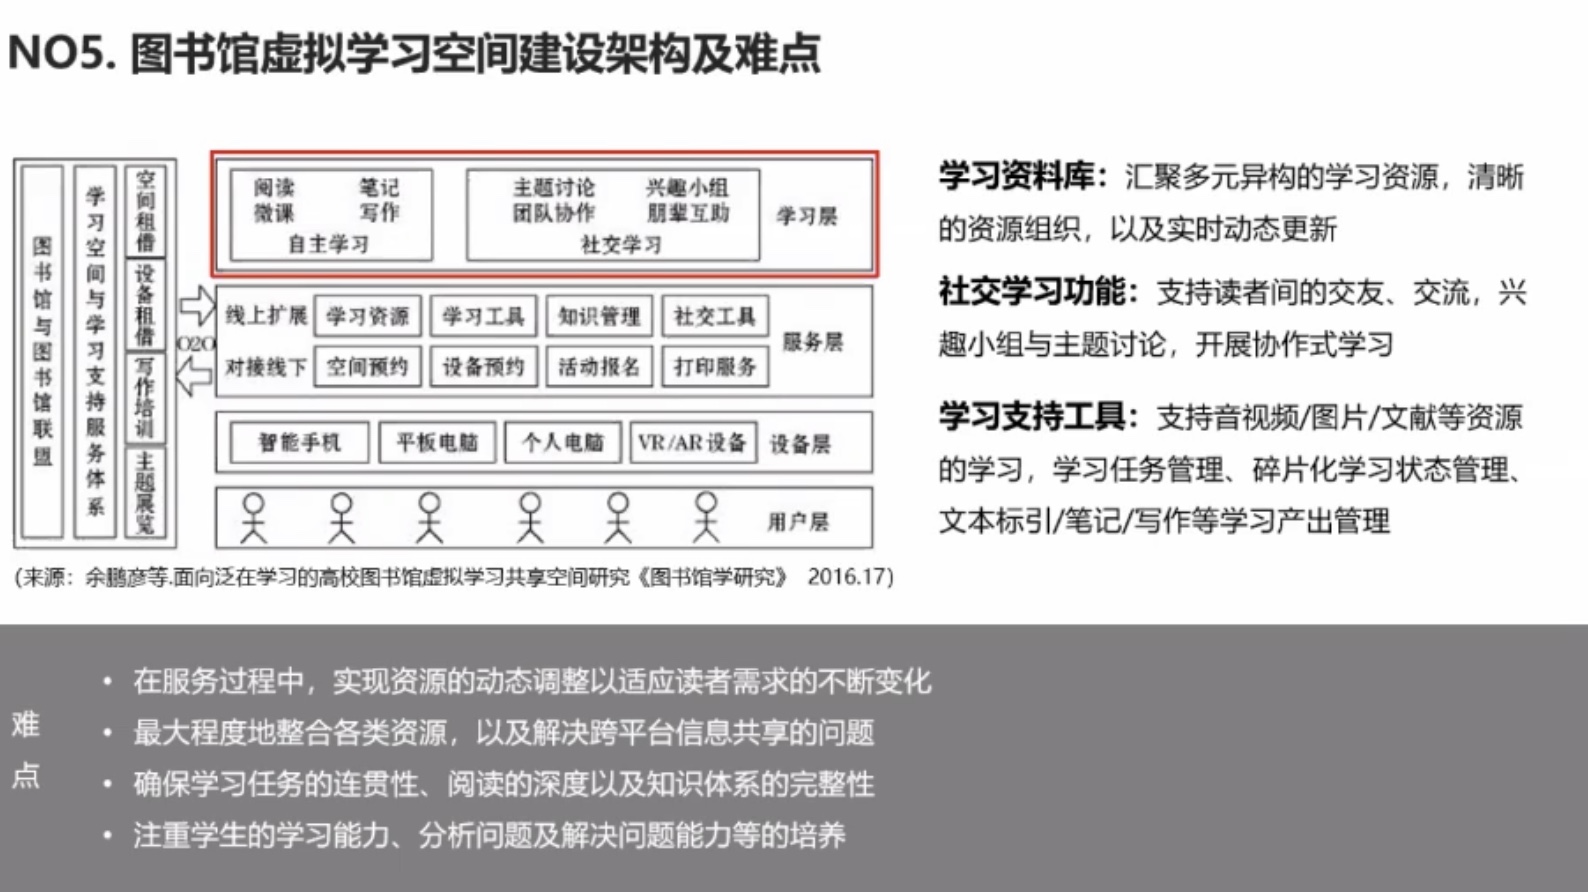 NO5. 图书馆虚拟学习空间建设架构及难点
图书馆与图书馆联盟
学习空间与学习支持服务体系
空间租借
设备租借
写作培训
主题展览
O2O
阅读 笔记
微课 写作
自主学习
主题讨论 兴趣小组
团队协作 朋辈互助
社交学习
学习层
线上扩展 学习资源 学习工具 知识管理 社交工具
服务层
对接线下 空间预约 设备预约 活动报名 打印服务
智能手机 平板电脑 个人电脑 VR/AR设备 设备层
用户层
(来源：余鹏彦等.面向泛在学习的高校图书馆虚拟学习共享空间研究《图书馆学研究》 2016.17)
学习资料库：汇聚多元异构的学习资源，清晰
的资源组织，以及实时动态更新
社交学习功能：支持读者间的交友、交流，兴
趣小组与主题讨论，开展协作式学习
学习支持工具：支持音视频/图片/文献等资源
的学习，学习任务管理、碎片化学习状态管理、
文本标引/笔记/写作等学习产出管理
难点
• 在服务过程中，实现资源的动态调整以适应读者需求的不断变化
• 最大程度地整合各类资源，以及解决跨平台信息共享的问题
• 确保学习任务的连贯性、阅读的深度以及知识体系的完整性
• 注重学生的学习能力、分析问题及解决问题能力等的培养